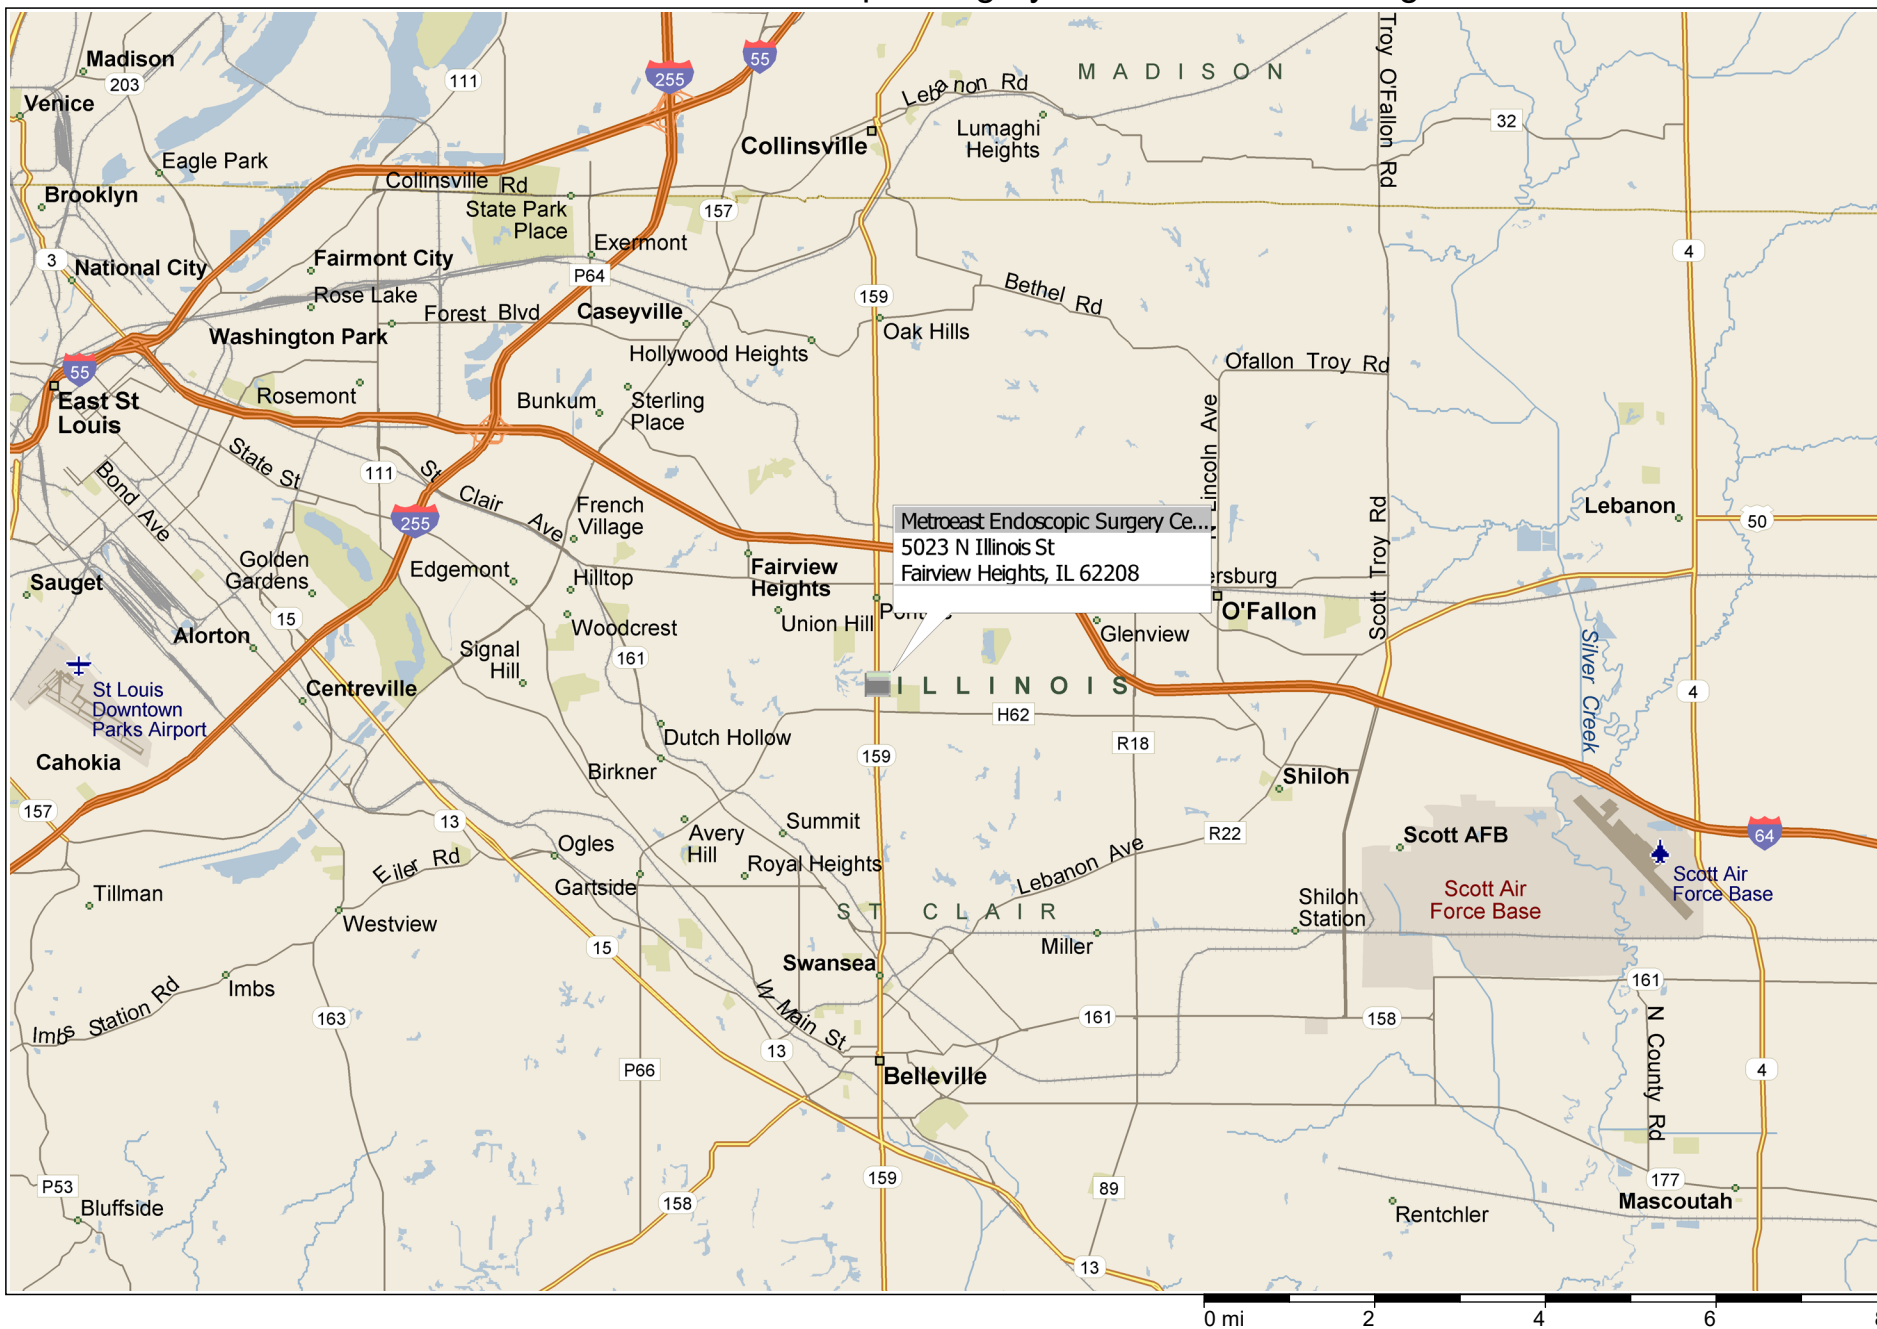 55
255
Madison
203
111
MADISON
Lebanon Rd
Troy O'Fallon Rd
Venice
Lumaghi
Heights
32
Collinsville
Eagle Park
Collinsville Rd
Brooklyn
State Park
Place
157
3
National City
Fairmont City
Exermont
P64
4
Rose Lake
Forest Blvd
Caseyville
159
Bethel Rd
Washington Park
Oak Hills
Hollywood Heights
Ofallon Troy Rd
55
East St
Louis
Rosemont
Bunkum
Sterling
Place
N Lincoln Ave
State St
111
St Clair Ave
Bond Ave
255
French
Village
Lebanon
50
Scott Troy Rd
Metroeast Endoscopic Surgery Ce...
5023 N Illinois St
Fairview Heights, IL 62208
Golden
Gardens
Edgemont
Hilltop
Fairview
Heights
Sauget
15
Woodcrest
Union Hill
O'Fallon
Glenview
Alorton
Signal
Hill
161
Silver Creek
St Louis
Downtown
Parks Airport
Centreville
ILLINOIS
4
H62
R18
Dutch Hollow
Cahokia
Birkner
159
Shiloh
157
13
Summit
Avery
Hill
R22
Scott AFB
64
Ogles
Eiler Rd
Royal Heights
Gartside
Lebanon Ave
Scott Air
Force Base
Scott Air
Force Base
Tillman
Westview
ST CLAIR
Shiloh
Station
Miller
15
Swansea
Imbs
Imbs Station Rd
163
W Main St
161
158
161
N County Rd
13
P66
Belleville
4
P53
Bluffside
158
159
89
177
Mascoutah
Rentchler
13
0 mi
2
4
6